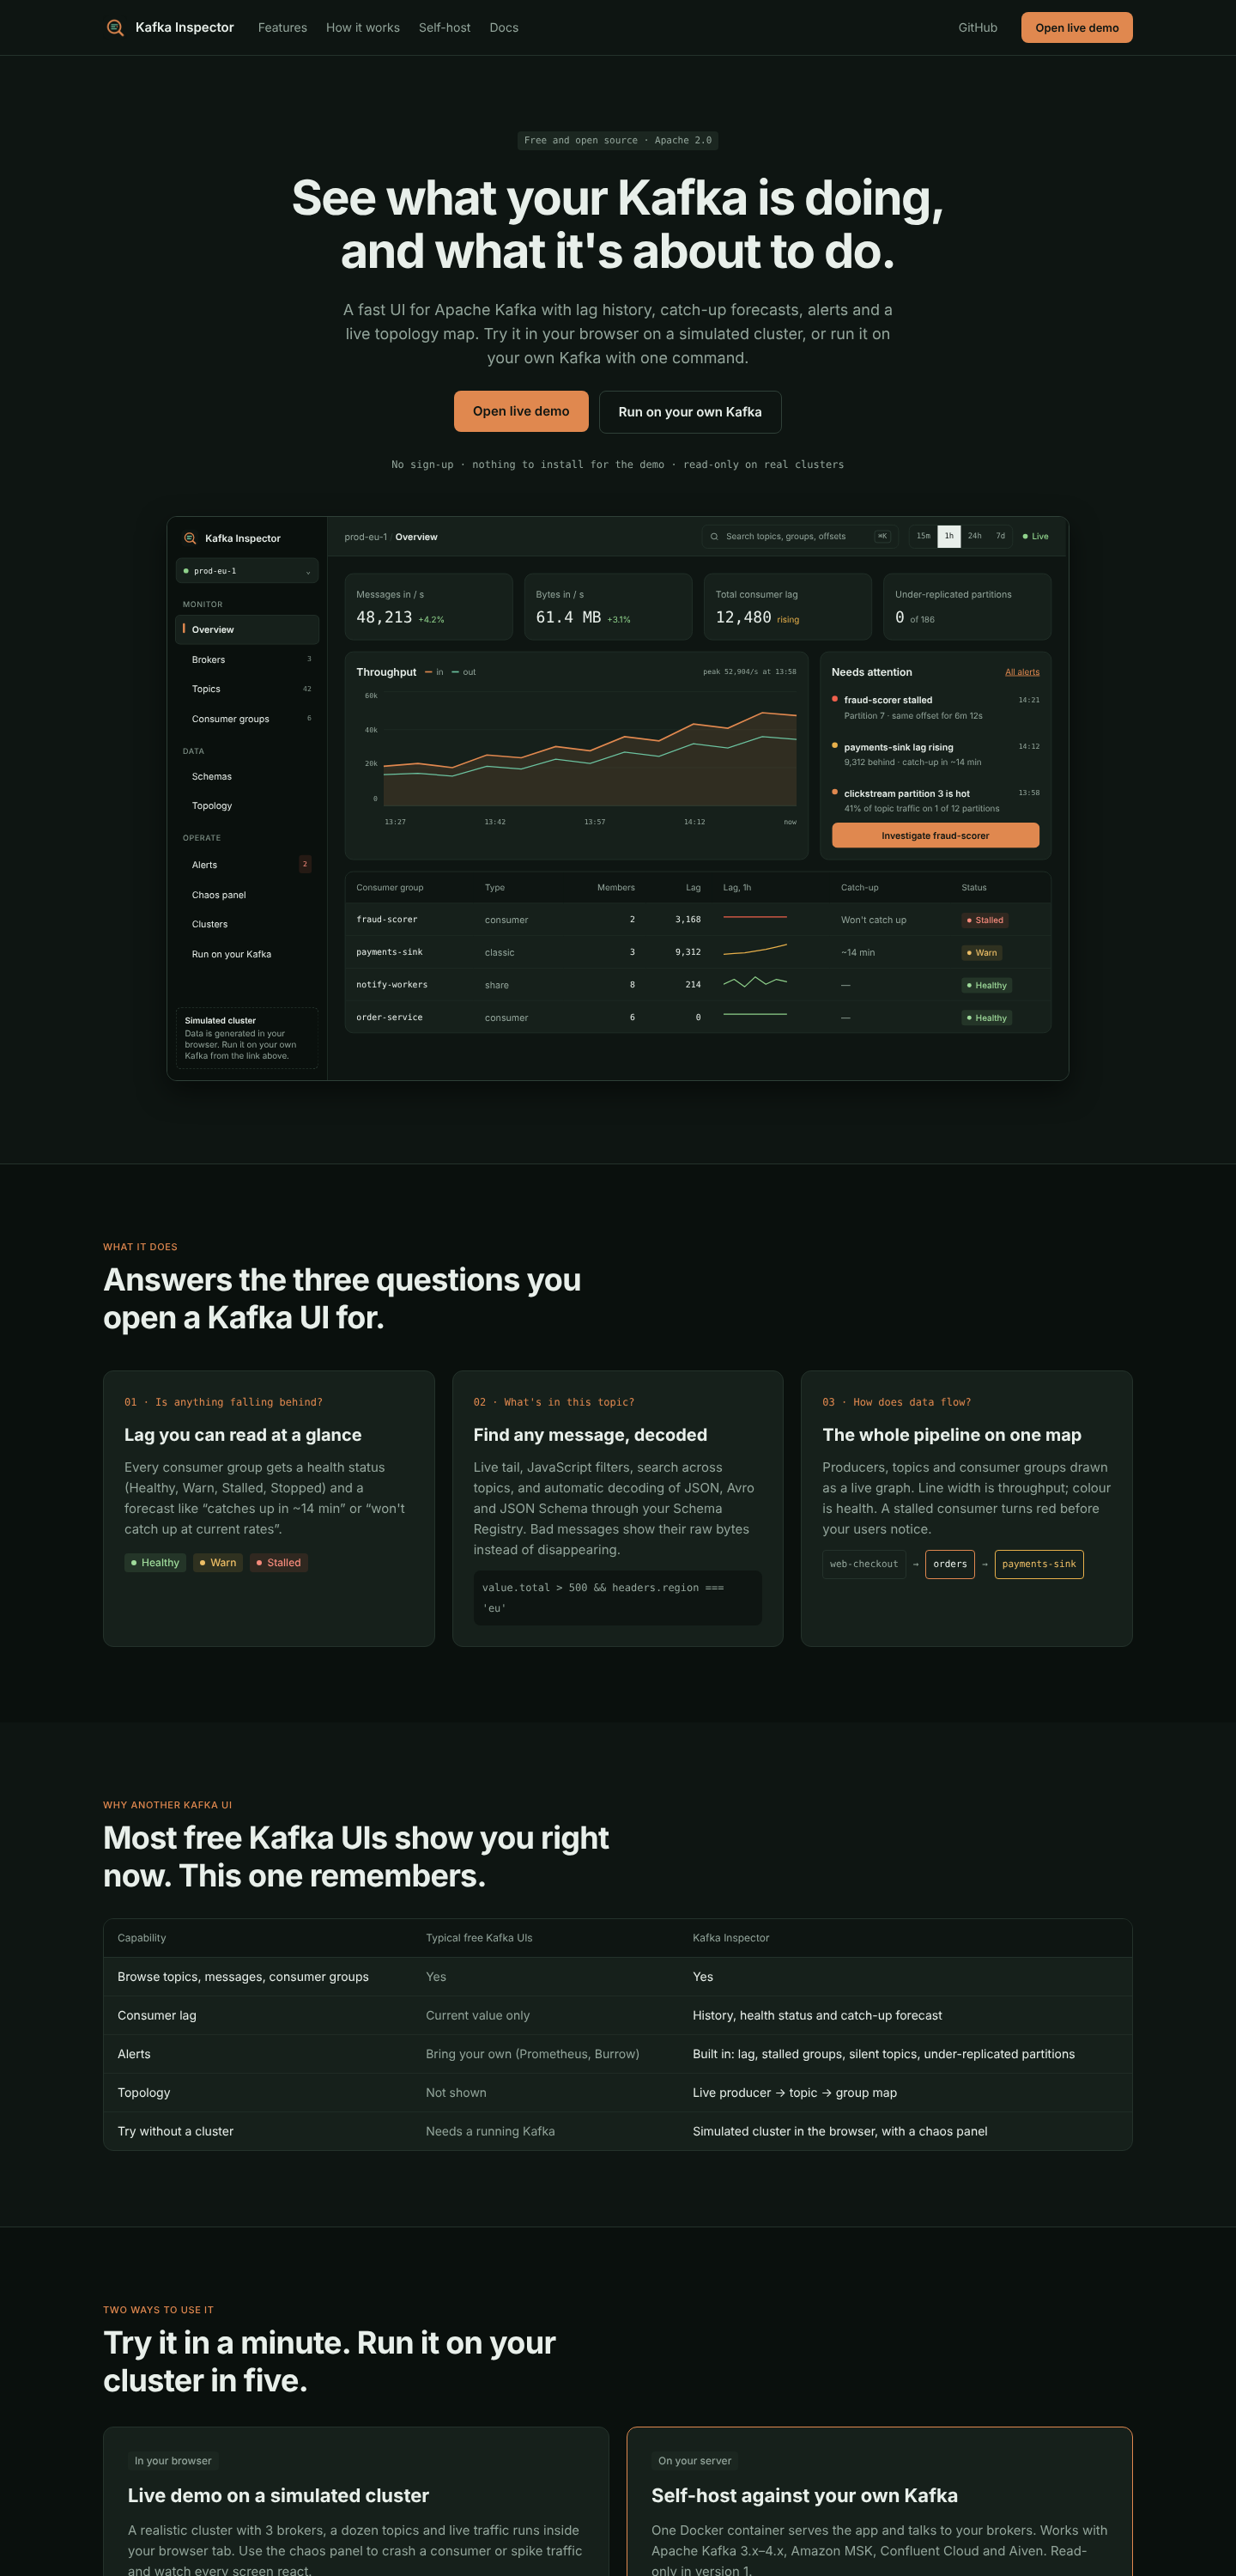 Kafka Inspector Features How it works Self-host Docs GitHub Open live demo
Free and open source · Apache 2.0
See what your Kafka is doing,
and what it's about to do.
A fast UI for Apache Kafka with lag history, catch-up forecasts, alerts and a
live topology map. Try it in your browser on a simulated cluster, or run it on
your own Kafka with one command.
Open live demo Run on your own Kafka
No sign-up · nothing to install for the demo · read-only on real clusters
Kafka Inspector
prod-eu-1
MONITOR
Overview
Brokers 3
Topics 42
Consumer groups 6
DATA
Schemas
Topology
OPERATE
Alerts 2
Chaos panel
Clusters
Run on your Kafka
Simulated cluster
Data is generated in your
browser. Run it on your own
Kafka from the link above.
prod-eu-1 / Overview Search topics, groups, offsets ⌘K 15m 1h 24h 7d Live
Messages in / s
48,213 +4.2%
Bytes in / s
61.4 MB +3.1%
Total consumer lag
12,480 rising
Under-replicated partitions
0 of 186
Throughput in out peak 52,904/s at 13:58
60k
40k
20k
0
13:27 13:42 13:57 14:12 now
Needs attention All alerts
fraud-scorer stalled 14:21
Partition 7 · same offset for 6m 12s
payments-sink lag rising 14:12
9,312 behind · catch-up in ~14 min
clickstream partition 3 is hot 13:58
41% of topic traffic on 1 of 12 partitions
Investigate fraud-scorer
Consumer group Type Members Lag Lag, 1h Catch-up Status
fraud-scorer consumer 2 3,168 Won't catch up Stalled
payments-sink classic 3 9,312 ~14 min Warn
notify-workers share 8 214 — Healthy
order-service consumer 6 0 — Healthy
WHAT IT DOES
Answers the three questions you
open a Kafka UI for.
01 · Is anything falling behind?
Lag you can read at a glance
Every consumer group gets a health status
(Healthy, Warn, Stalled, Stopped) and a
forecast like “catches up in ~14 min” or “won't
catch up at current rates”.
Healthy Warn Stalled
02 · What's in this topic?
Find any message, decoded
Live tail, JavaScript filters, search across
topics, and automatic decoding of JSON, Avro
and JSON Schema through your Schema
Registry. Bad messages show their raw bytes
instead of disappearing.
value.total > 500 && headers.region ===
'eu'
03 · How does data flow?
The whole pipeline on one map
Producers, topics and consumer groups drawn
as a live graph. Line width is throughput; colour
is health. A stalled consumer turns red before
your users notice.
web-checkout → orders → payments-sink
WHY ANOTHER KAFKA UI
Most free Kafka UIs show you right
now. This one remembers.
Capability Typical free Kafka UIs Kafka Inspector
Browse topics, messages, consumer groups Yes Yes
Consumer lag Current value only History, health status and catch-up forecast
Alerts Bring your own (Prometheus, Burrow) Built in: lag, stalled groups, silent topics, under-replicated partitions
Topology Not shown Live producer → topic → group map
Try without a cluster Needs a running Kafka Simulated cluster in the browser, with a chaos panel
TWO WAYS TO USE IT
Try it in a minute. Run it on your
cluster in five.
In your browser
Live demo on a simulated cluster
A realistic cluster with 3 brokers, a dozen topics and live traffic runs inside
your browser tab. Use the chaos panel to crash a consumer or spike traffic
and watch every screen react.
On your server
Self-host against your own Kafka
One Docker container serves the app and talks to your brokers. Works with
Apache Kafka 3.x–4.x, Amazon MSK, Confluent Cloud and Aiven. Read-
only in version 1.